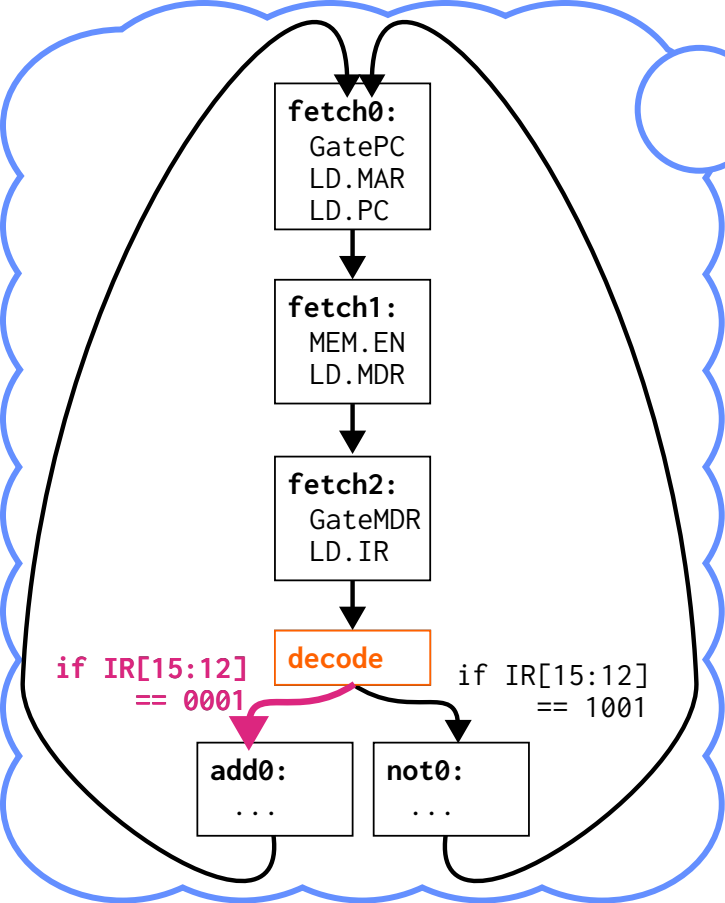 fetch0:
GatePC
LD.MAR
LD.PC
fetch1:
MEM.EN
LD.MDR
fetch2:
GateMDR
LD.IR
decode
if IR[15:12]
== 0001
if IR[15:12]
== 1001
add0:
...
not0:
...